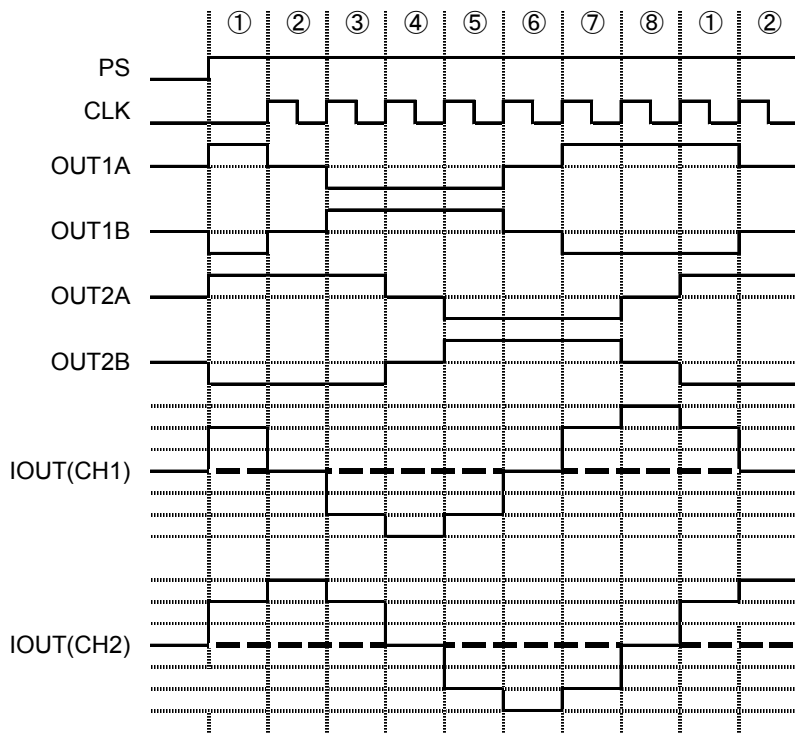 ① ② ③ ④ ⑤ ⑥ ⑦ ⑧ ① ②
PS
CLK
OUT1A
OUT1B
OUT2A
OUT2B
IOUT(CH1)
IOUT(CH2)